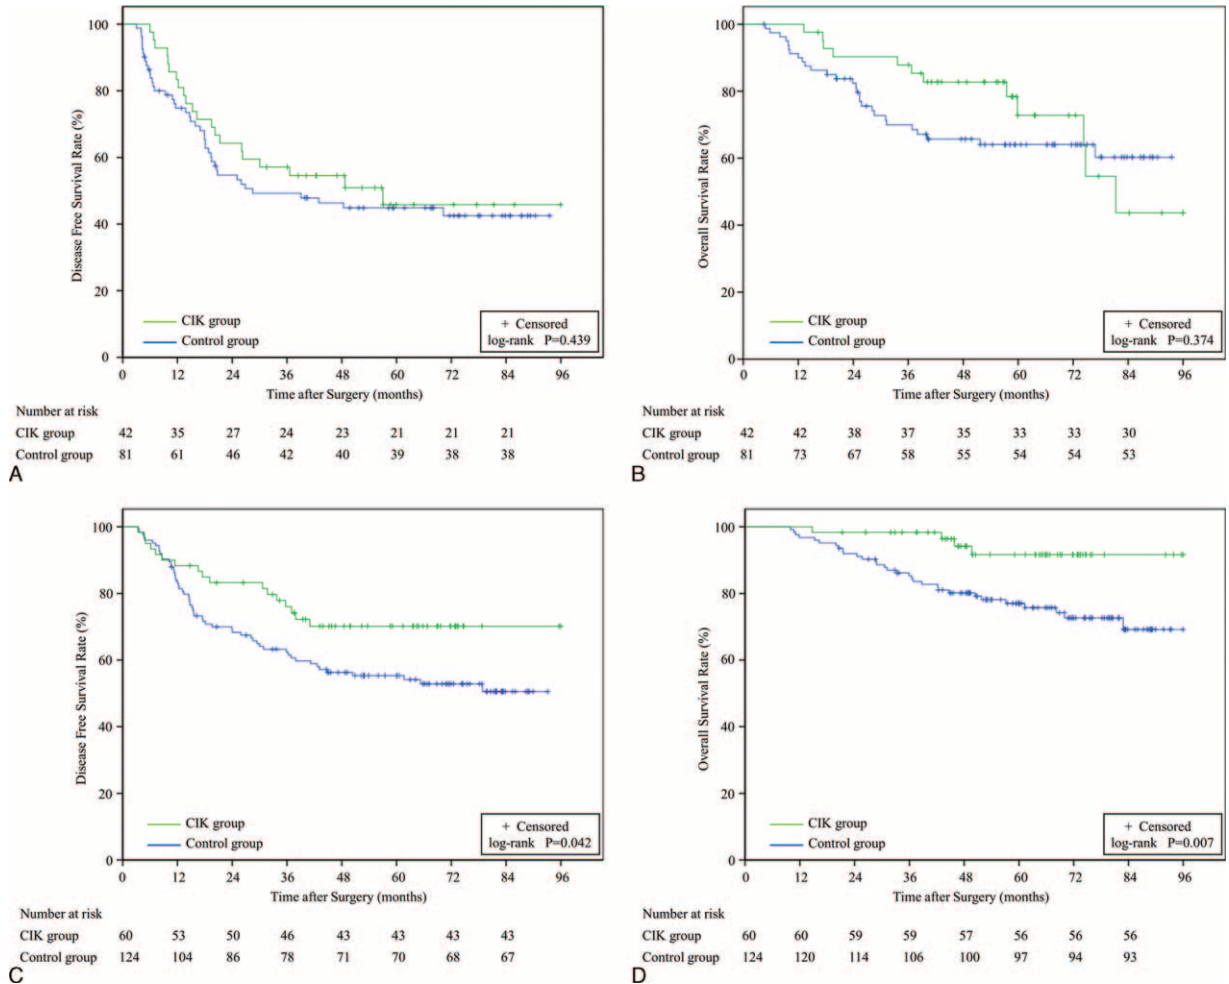 Disease Free Survival Rate (%)
100
80
60
40
20
0
CIK group
Control group
+ Censored
log-rank P=0.439
0 12 24 36 48 60 72 84 96
Time after Surgery (months)
Number at risk
CIK group 42 35 27 24 23 21 21 21
Control group 81 61 46 42 40 39 38 38
A
Overall Survival Rate (%)
100
80
60
40
20
0
CIK group
Control group
+ Censored
log-rank P=0.374
0 12 24 36 48 60 72 84 96
Time after Surgery (months)
Number at risk
CIK group 42 42 38 37 35 33 33 30
Control group 81 73 67 58 55 54 54 53
B
Disease Free Survival Rate (%)
100
80
60
40
20
0
CIK group
Control group
+ Censored
log-rank P=0.042
0 12 24 36 48 60 72 84 96
Time after Surgery (months)
Number at risk
CIK group 60 53 50 46 43 43 43 43
Control group 124 104 86 78 71 70 68 67
C
Overall Survival Rate (%)
100
80
60
40
20
0
CIK group
Control group
+ Censored
log-rank P=0.007
0 12 24 36 48 60 72 84 96
Time after Surgery (months)
Number at risk
CIK group 60 60 59 59 57 56 56 56
Control group 124 120 114 106 100 97 94 93
D